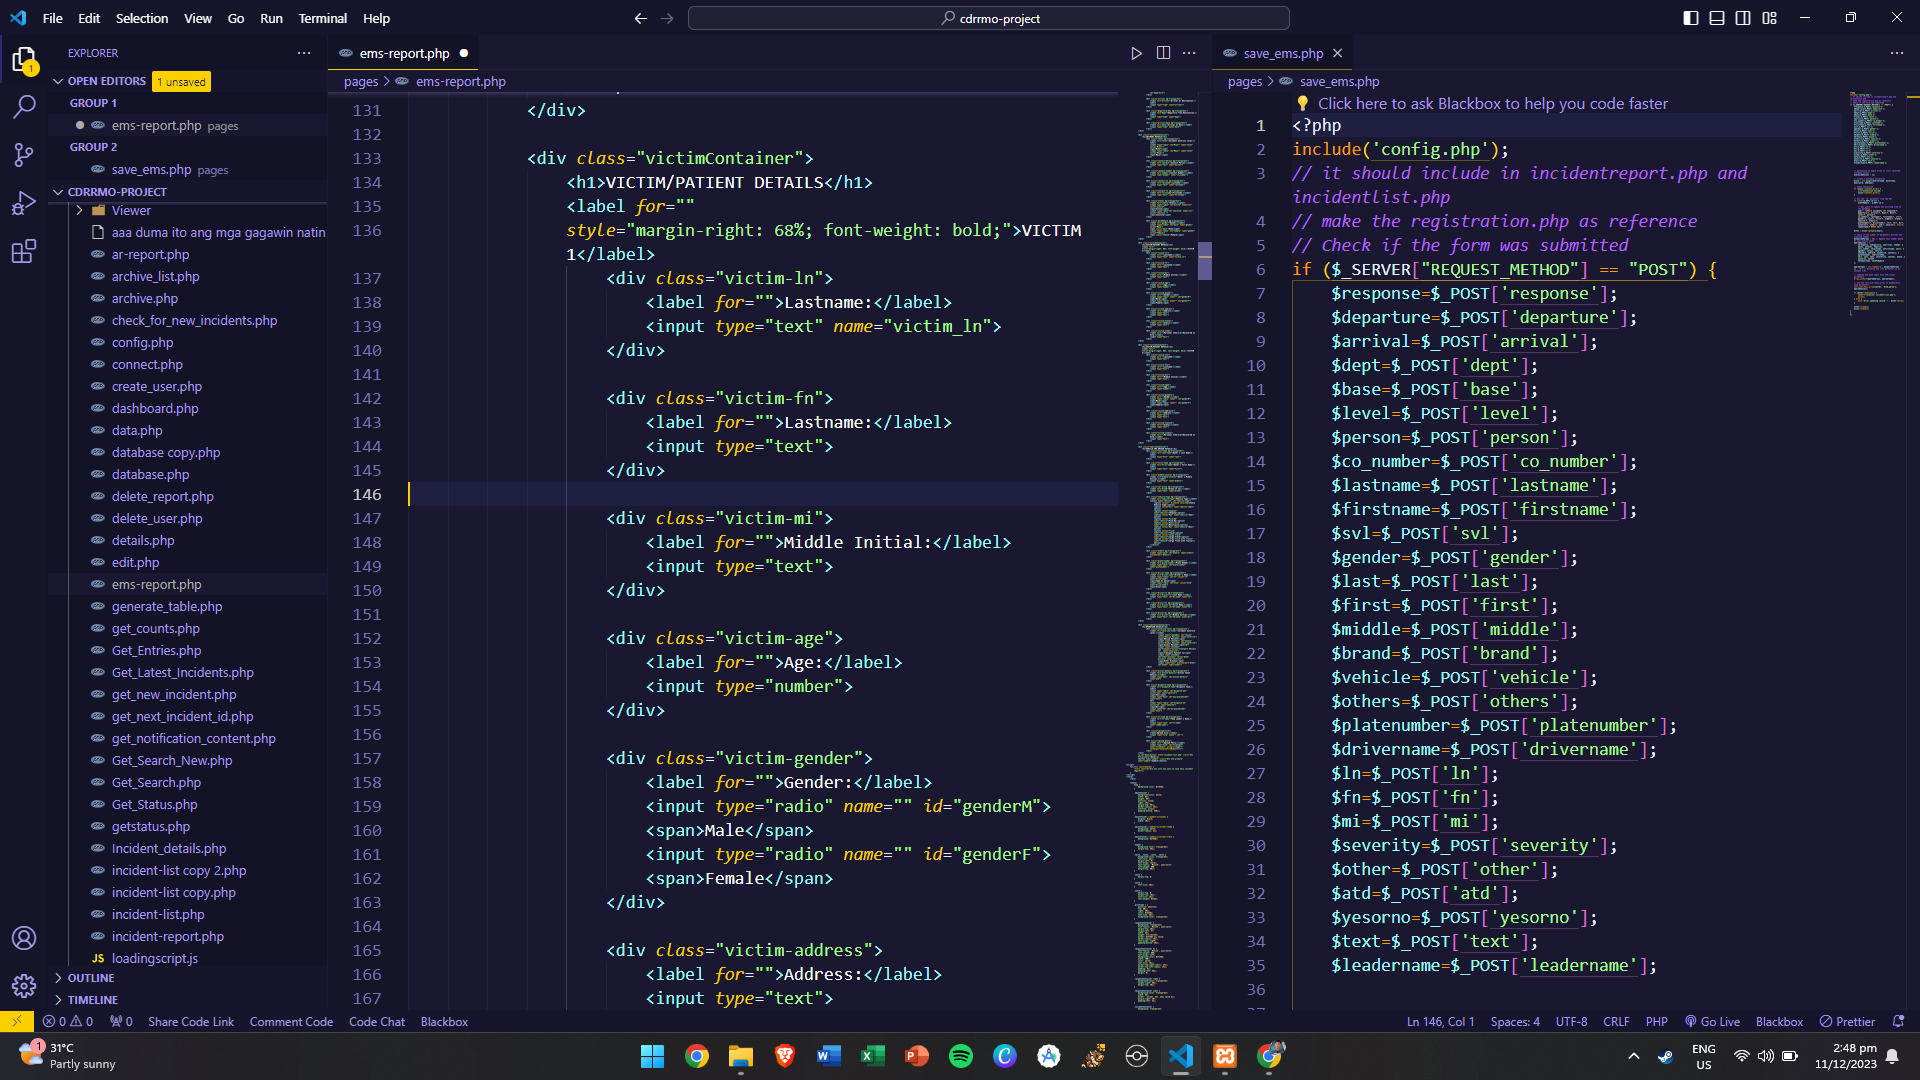 File Edit Selection View Go Run Terminal Help
cdrrmo-project
EXPLORER
1
OPEN EDITORS 1 unsaved
GROUP 1
ems-report.php pages
GROUP 2
save_ems.php pages
CDRRMO-PROJECT
Viewer
aaa duma ito ang mga gagawin natin
ar-report.php
archive_list.php
archive.php
check_for_new_incidents.php
config.php
connect.php
create_user.php
dashboard.php
data.php
database copy.php
database.php
delete_report.php
delete_user.php
details.php
edit.php
ems-report.php
generate_table.php
get_counts.php
Get_Entries.php
Get_Latest_Incidents.php
get_new_incident.php
get_next_incident_id.php
get_notification_content.php
Get_Search_New.php
Get_Search.php
Get_Status.php
getstatus.php
Incident_details.php
incident-list copy 2.php
incident-list copy.php
incident-list.php
incident-report.php
JS loadingscript.js
OUTLINE
TIMELINE
ems-report.php
pages > ems-report.php
131 </div>
132
133 <div class="victimContainer">
134 <h1>VICTIM/PATIENT DETAILS</h1>
135 <label for=""
136 style="margin-right: 68%; font-weight: bold;">VICTIM
1</label>
137 <div class="victim-ln">
138 <label for="">Lastname:</label>
139 <input type="text" name="victim_ln">
140 </div>
141
142 <div class="victim-fn">
143 <label for="">Lastname:</label>
144 <input type="text">
145 </div>
146
147 <div class="victim-mi">
148 <label for="">Middle Initial:</label>
149 <input type="text">
150 </div>
151
152 <div class="victim-age">
153 <label for="">Age:</label>
154 <input type="number">
155 </div>
156
157 <div class="victim-gender">
158 <label for="">Gender:</label>
159 <input type="radio" name="" id="genderM">
160 <span>Male</span>
161 <input type="radio" name="" id="genderF">
162 <span>Female</span>
163 </div>
164
165 <div class="victim-address">
166 <label for="">Address:</label>
167 <input type="text">
save_ems.php
pages > save_ems.php
Click here to ask Blackbox to help you code faster
1 <?php
2 include('config.php');
3 // it should include in incidentreport.php and
incidentlist.php
4 // make the registration.php as reference
5 // Check if the form was submitted
6 if ($_SERVER["REQUEST_METHOD"] == "POST") {
7 $response=$_POST['response'];
8 $departure=$_POST['departure'];
9 $arrival=$_POST['arrival'];
10 $dept=$_POST['dept'];
11 $base=$_POST['base'];
12 $level=$_POST['level'];
13 $person=$_POST['person'];
14 $co_number=$_POST['co_number'];
15 $lastname=$_POST['lastname'];
16 $firstname=$_POST['firstname'];
17 $svl=$_POST['svl'];
18 $gender=$_POST['gender'];
19 $last=$_POST['last'];
20 $first=$_POST['first'];
21 $middle=$_POST['middle'];
22 $brand=$_POST['brand'];
23 $vehicle=$_POST['vehicle'];
24 $others=$_POST['others'];
25 $platenumber=$_POST['platenumber'];
26 $drivername=$_POST['drivername'];
27 $ln=$_POST['ln'];
28 $fn=$_POST['fn'];
29 $mi=$_POST['mi'];
30 $severity=$_POST['severity'];
31 $other=$_POST['other'];
32 $atd=$_POST['atd'];
33 $yesorno=$_POST['yesorno'];
34 $text=$_POST['text'];
35 $leadername=$_POST['leadername'];
36
0 0 0 Share Code Link Comment Code Code Chat Blackbox
Ln 146, Col 1 Spaces: 4 UTF-8 CRLF PHP Go Live Blackbox Prettier
1
31°C
Partly sunny
ENG
US
2:48 pm
11/12/2023